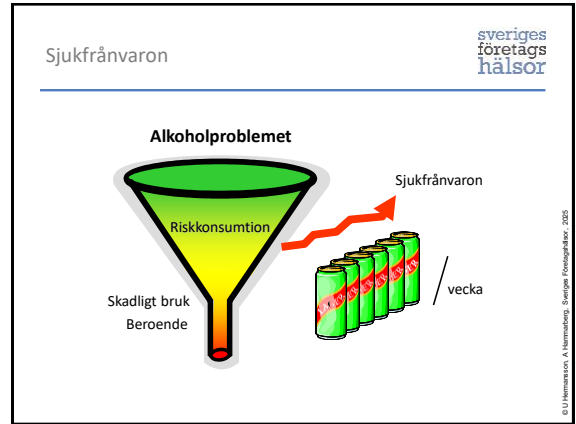 Sjukfrånvaron
sveriges
företags
hälsor
Alkoholproblemet
Sjukfrånvaron
Riskkonsumtion
Skadligt bruk
Beroende
/ vecka
© U Hermansson, A Hammarberg, Sveriges Företagshälsor, 2025